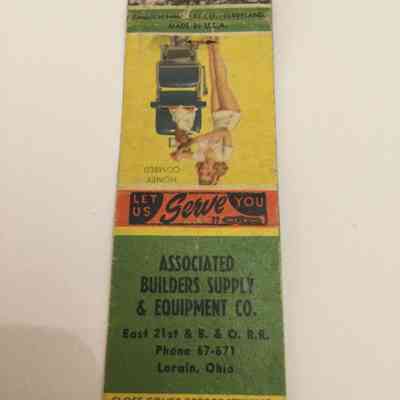 MADE IN U.S.A.
HONEY
COMBED
LET US Serve YOU
ASSOCIATED
BUILDERS SUPPLY
& EQUIPMENT CO.
East 21st & B. & O. R.R.
Phone 67-671
Lorain, Ohio